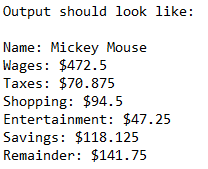 Output should look like:
Name: Mickey Mouse
Wages: $472.5
Taxes: $70.875
Shopping: $94.5
Entertainment: $47.25
Savings: $118.125
Remainder: $141.75